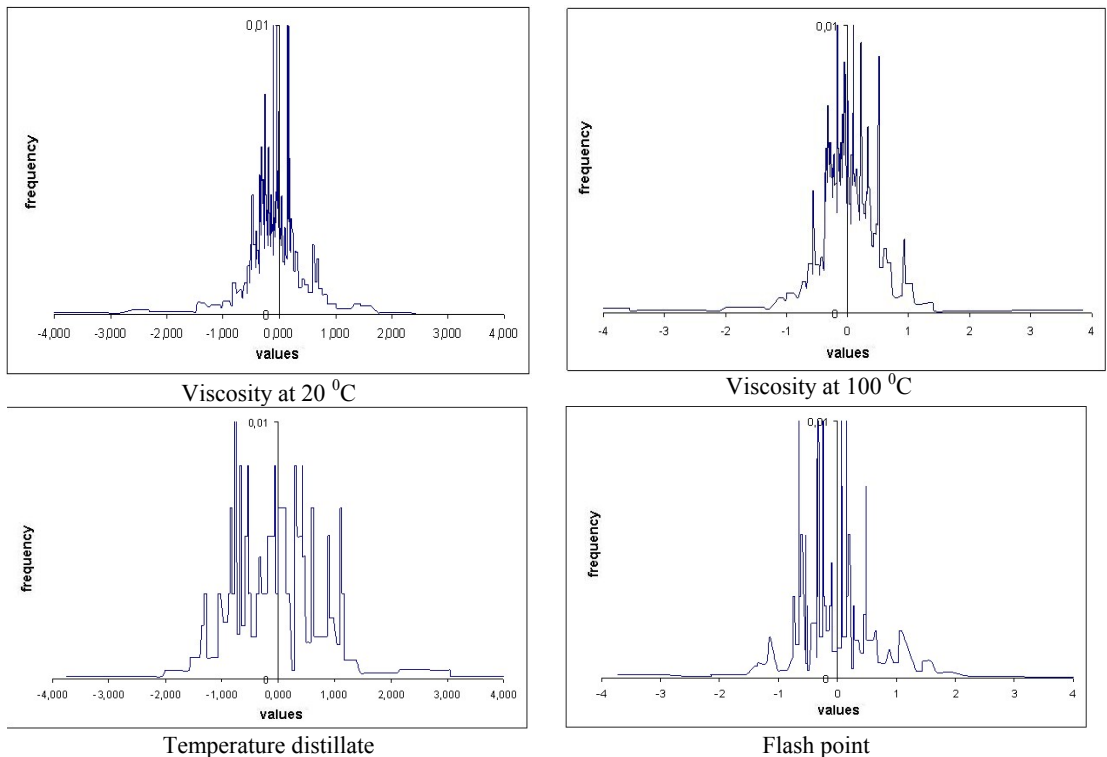 0,01
frequency
0
-4,000 -3,000 -2,000 -1,000 0,000 1,000 2,000 3,000 4,000
values
Viscosity at 20 ⁰C
0,01
frequency
0
-4 -3 -2 -1 0 1 2 3 4
values
Viscosity at 100 ⁰C
0,01
frequency
0
-4,000 -3,000 -2,000 -1,000 0,000 1,000 2,000 3,000 4,000
values
Temperature distillate
0,01
frequency
0
-4 -3 -2 -1 0 1 2 3 4
values
Flash point